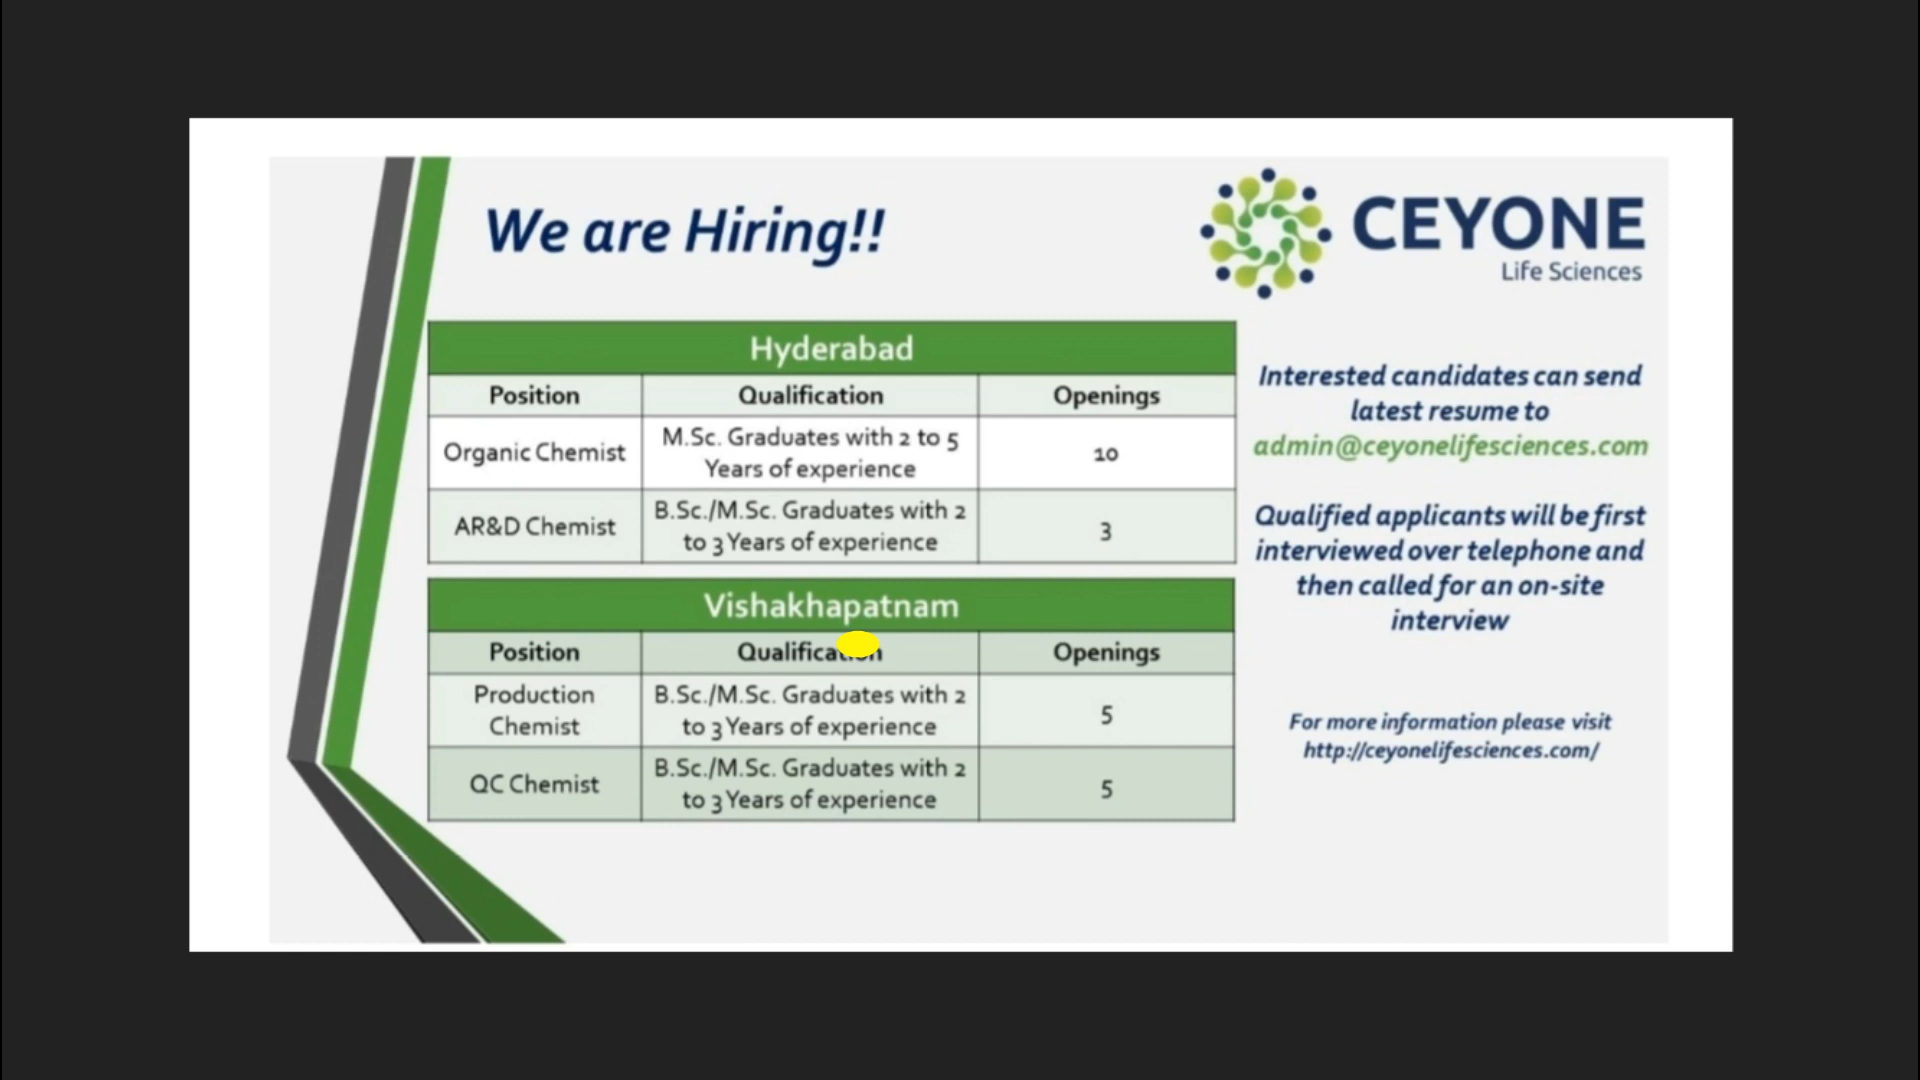 We are Hiring!!
CEYONE
Life Sciences
Hyderabad
Position Qualification Openings
Organic Chemist M.Sc. Graduates with 2 to 5
Years of experience 10
AR&D Chemist B.Sc./M.Sc. Graduates with 2
to 3 Years of experience 3
Vishakhapatnam
Position Qualification Openings
Production
Chemist B.Sc./M.Sc. Graduates with 2
to 3 Years of experience 5
QC Chemist B.Sc./M.Sc. Graduates with 2
to 3 Years of experience 5
Interested candidates can send
latest resume to
admin@ceyonelifesciences.com
Qualified applicants will be first
interviewed over telephone and
then called for an on-site
interview
For more information please visit
http://ceyonelifesciences.com/